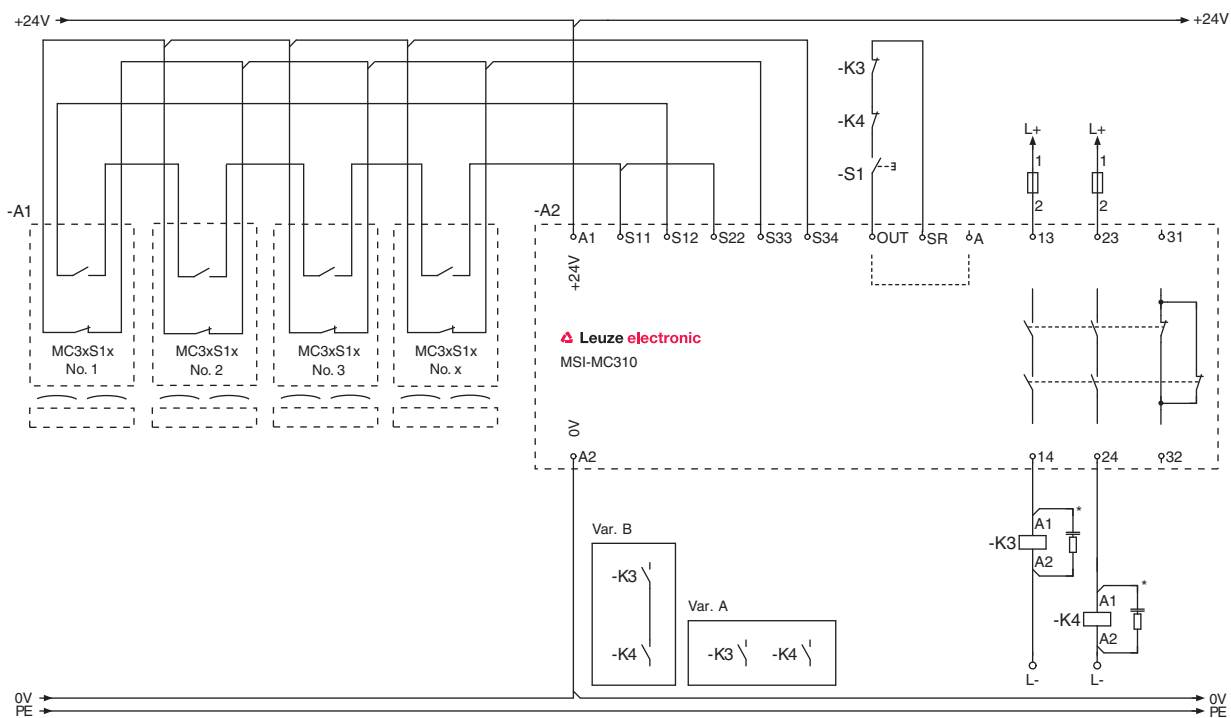 +24V +24V
-K3
-K4
-S1
L+ L+
1 1
2 2
-A1 -A2
A1 S11 S12 S22 S33 S34 OUT SR A 13 23 31
+24V
Leuze electronic
MSI-MC310
MC3xS1x MC3xS1x MC3xS1x MC3xS1x
No. 1 No. 2 No. 3 No. x
0V
A2 14 24 32
Var. B
-K3
-K4
Var. A
-K3 -K4
A1 *
-K3
A2
A1 *
-K4
A2
L- L-
0V 0V
PE PE